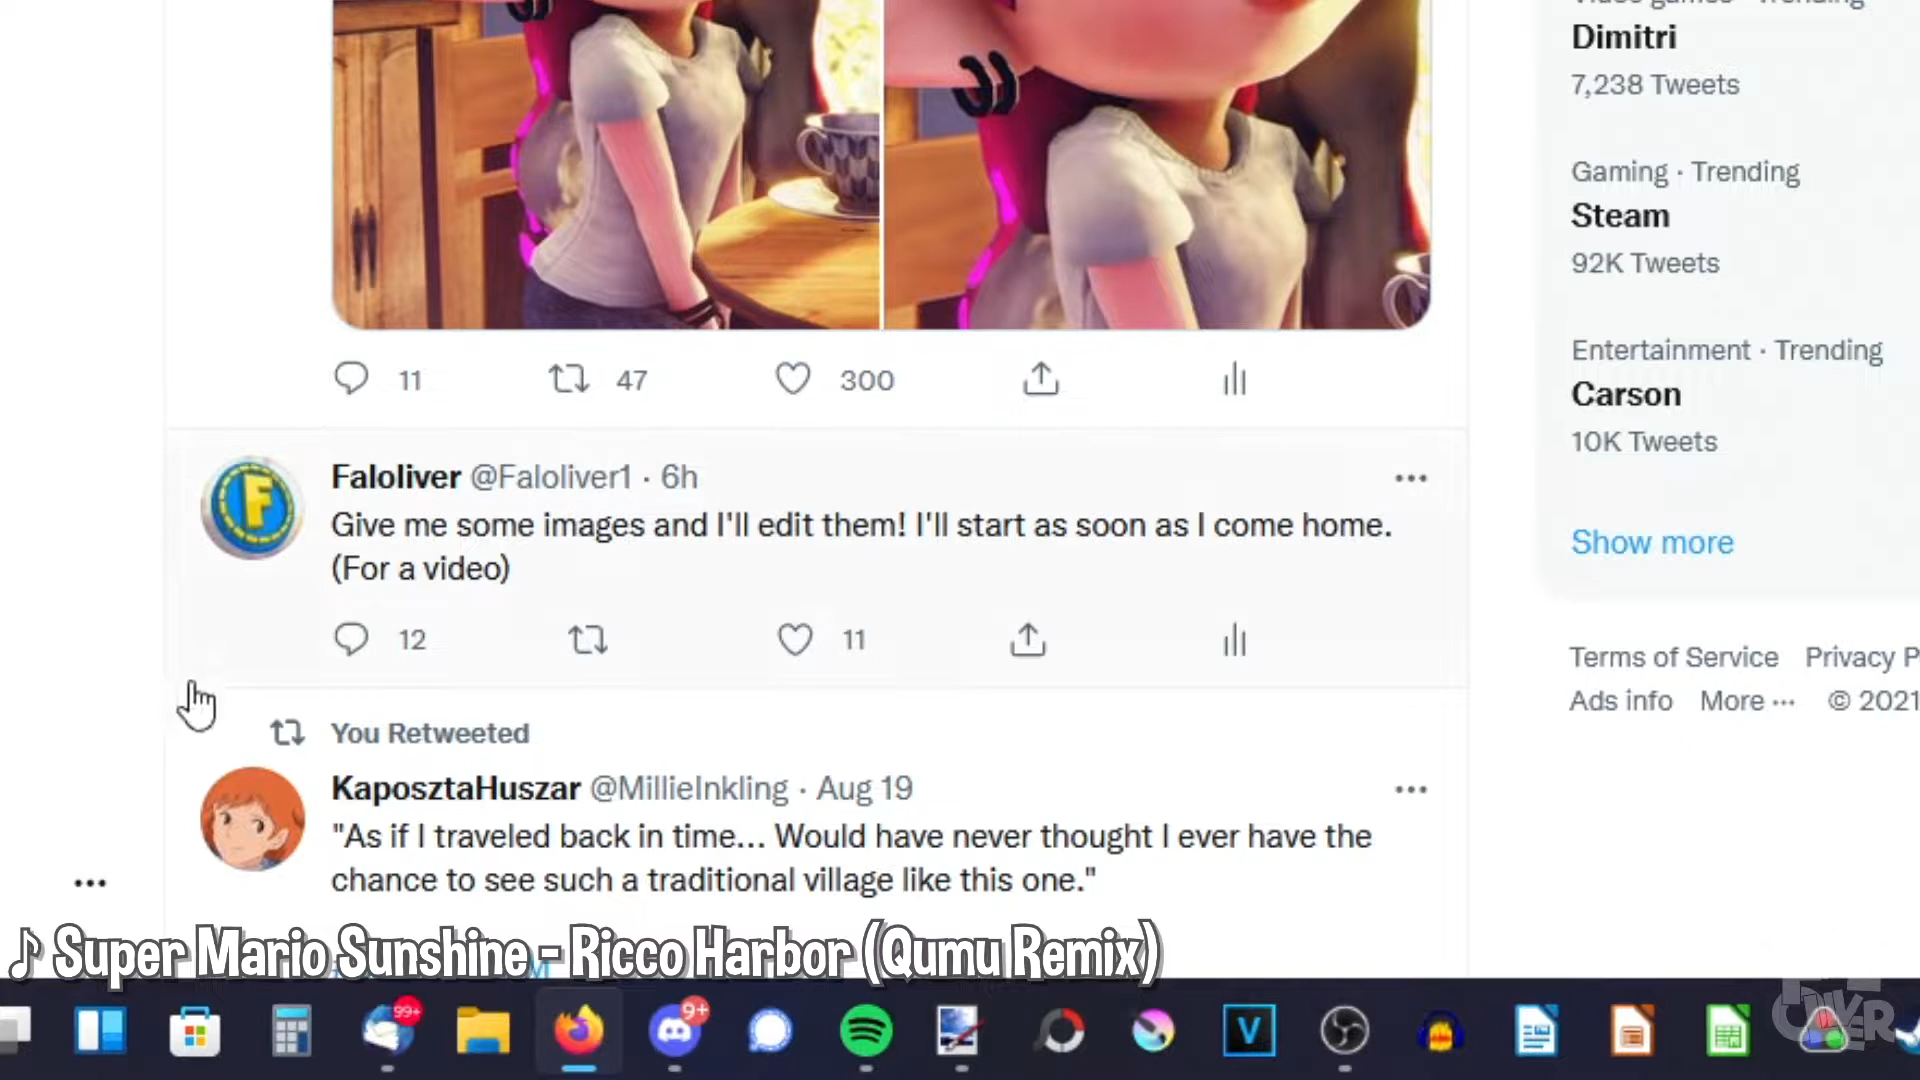 Dimitri
7,238 Tweets
Gaming · Trending
Steam
92K Tweets
Entertainment · Trending
Carson
10K Tweets
Show more
Terms of Service Privacy P
Ads info More ··· © 2021
11 47 300
Faloliver @Faloliver1 · 6h
Give me some images and I'll edit them! I'll start as soon as I come home.
(For a video)
12 11
You Retweeted
KaposztaHuszar @MillieInkling · Aug 19
"As if I traveled back in time... Would have never thought I ever have the
chance to see such a traditional village like this one."
♪ Super Mario Sunshine - Ricco Harbor (Qumu Remix)
99+ 9+ V
F